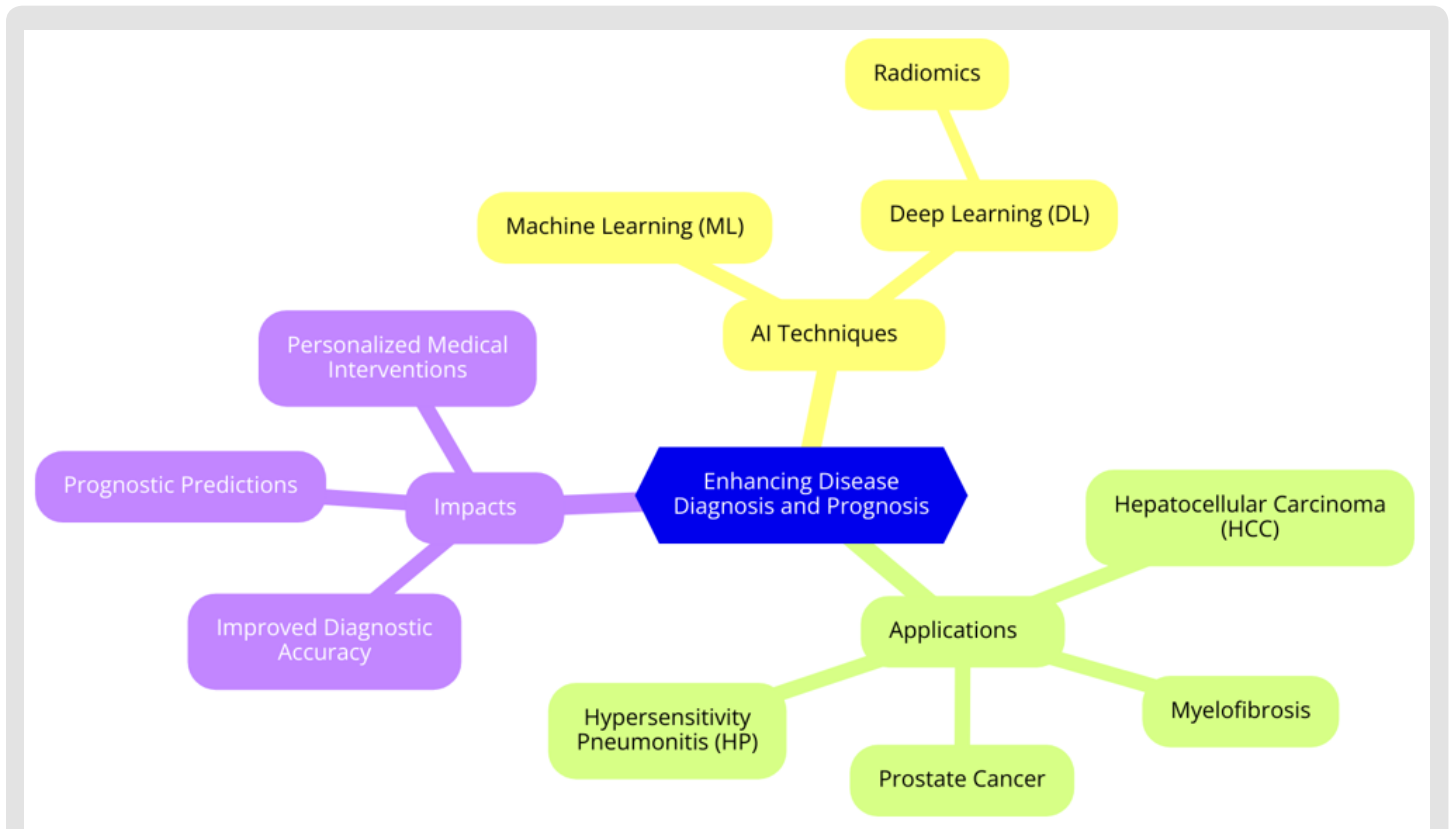 Radiomics
Machine Learning (ML)
Deep Learning (DL)
AI Techniques
Personalized Medical
Interventions
Prognostic Predictions
Impacts
Improved Diagnostic
Accuracy
Enhancing Disease
Diagnosis and Prognosis
Hepatocellular Carcinoma
(HCC)
Applications
Hypersensitivity
Pneumonitis (HP)
Prostate Cancer
Myelofibrosis